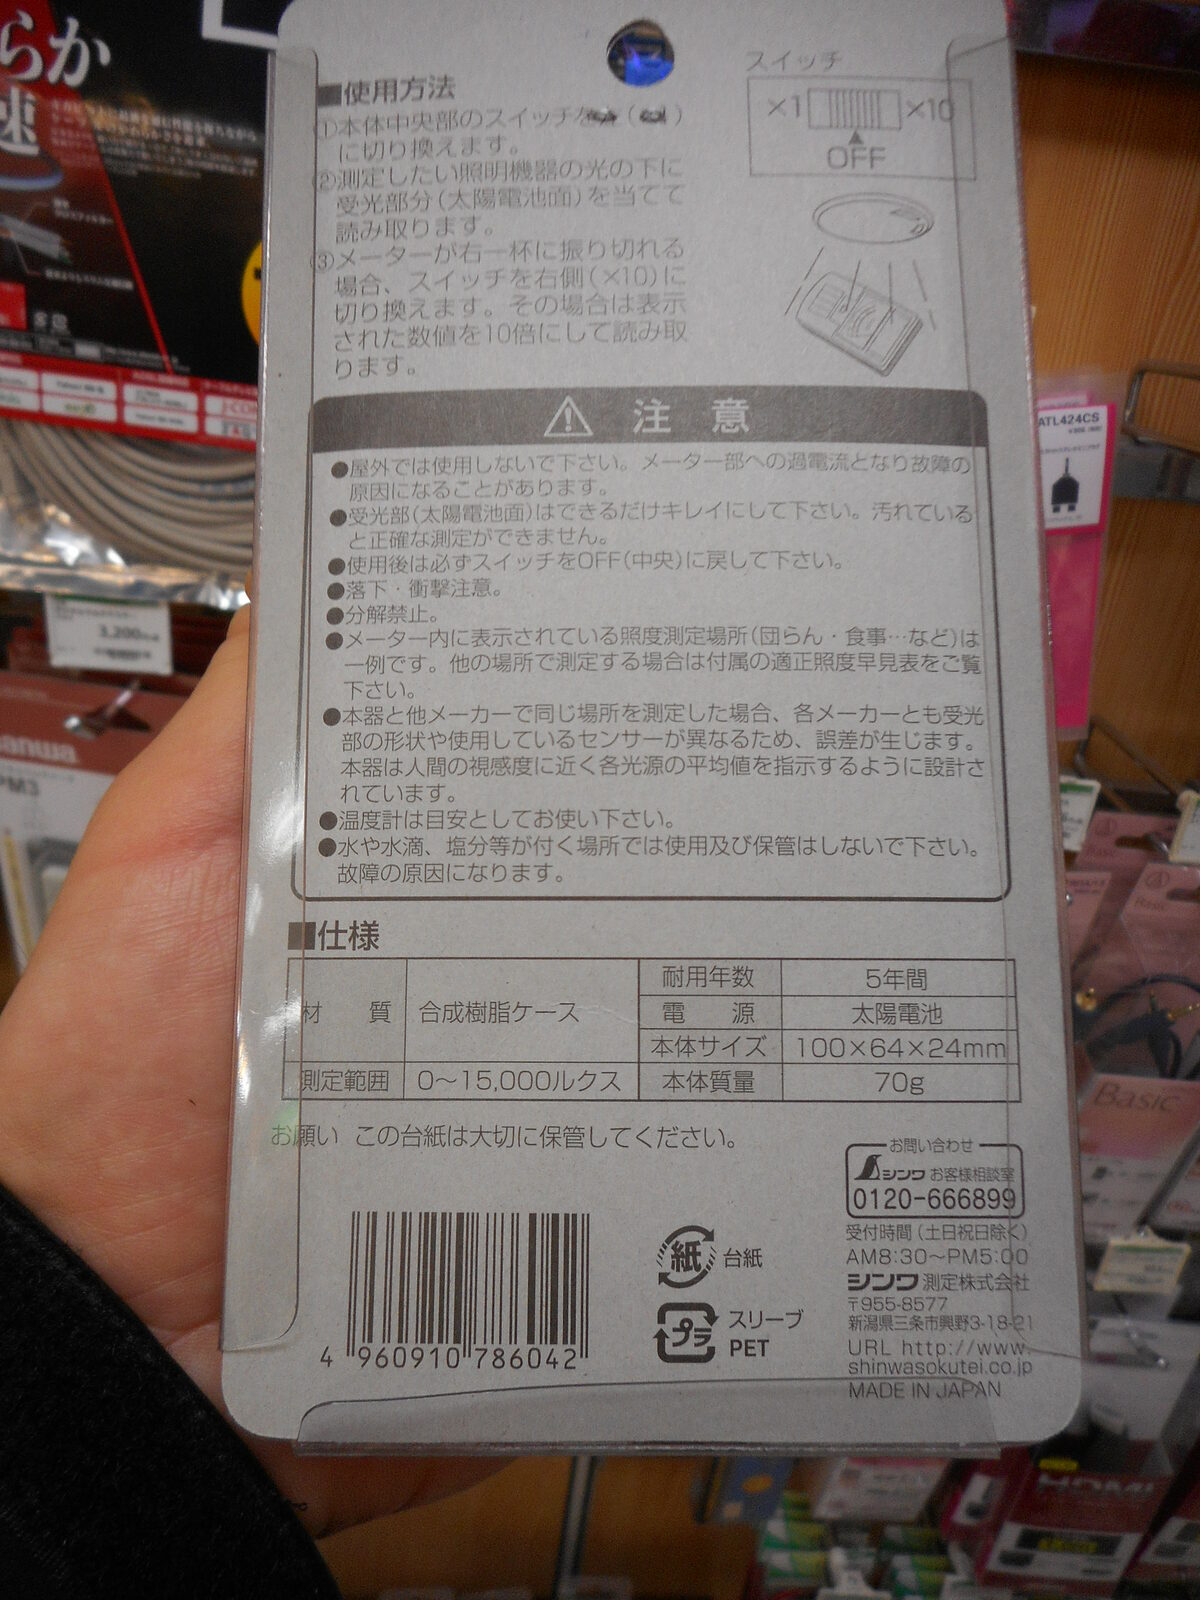 らか
速
■使用方法
①本体中央部のスイッチを
に切り換えます。
②測定したい照明機器の光の下に
受光部分(太陽電池面)を当てて
読み取ります。
③メーターが右一杯に振り切れる
場合、スイッチを右側(×10)に
切り換えます。その場合は表示
された数値を10倍にして読み取
ります。
スイッチ
×1 ×10
OFF
注意
●屋外では使用しないで下さい。メーター部への過電流となり故障の
原因になることがあります。
●受光部(太陽電池面)はできるだけキレイにして下さい。汚れている
と正確な測定ができません。
●使用後は必ずスイッチをOFF(中央)に戻して下さい。
●落下・衝撃注意。
●分解禁止。
●メーター内に表示されている照度測定場所(団らん・食事…など)は
一例です。他の場所で測定する場合は付属の適正照度早見表をご覧
下さい。
●本器と他メーカーで同じ場所を測定した場合、各メーカーとも受光
部の形状や使用しているセンサーが異なるため、誤差が生じます。
本器は人間の視感度に近く各光源の平均値を指示するように設計さ
れています。
●温度計は目安としてお使い下さい。
●水や水滴、塩分等が付く場所では使用及び保管はしないで下さい。
故障の原因になります。
■仕様
材 質 合成樹脂ケース
測定範囲 0〜15,000ルクス
耐用年数 5年間
電 源 太陽電池
本体サイズ 100×64×24mm
本体質量 70g
お願い この台紙は大切に保管してください。
お問い合わせ
シンワ お客様相談室
0120-666899
受付時間(土日祝日除く)
AM8:30〜PM5:00
シンワ測定株式会社
〒955-8577
新潟県三条市興野3-18-21
URL http://www.
shinwasokutei.co.jp
MADE IN JAPAN
4 960910 786042
紙 台紙
プラ スリーブ
PET
ATL424CS
3,200
sanwa
PM3
Basic
HDMI